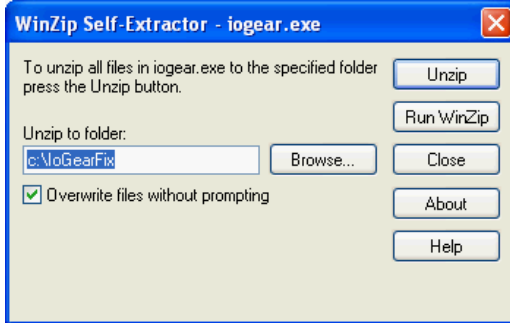 WinZip Self-Extractor - iogear.exe
To unzip all files in iogear.exe to the specified folder
press the Unzip button.
Unzip to folder:
c:\IoGearFix
Browse...
Overwrite files without prompting
Unzip
Run WinZip
Close
About
Help